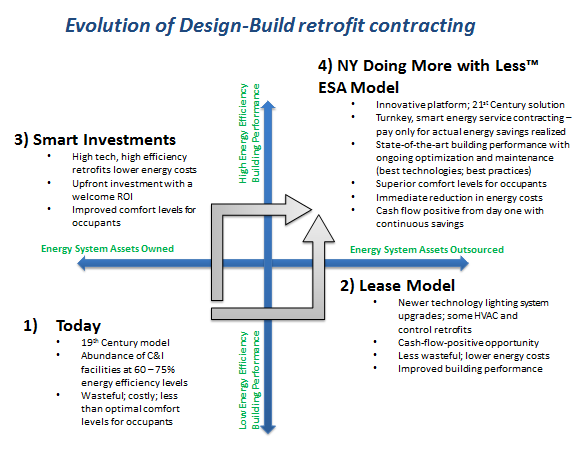 Evolution of Design-Build retrofit contracting
4) NY Doing More with Less™
ESA Model
• Innovative platform; 21st Century solution
• Turnkey, smart energy service contracting –
pay only for actual energy savings realized
• State-of-the-art building performance with
ongoing optimization and maintenance
(best technologies; best practices)
• Superior comfort levels for occupants
• Immediate reduction in energy costs
• Cash flow positive from day one with
continuous savings
High Energy Efficiency
Building Performance
3) Smart Investments
• High tech, high efficiency
retrofits lower energy costs
• Upfront investment with a
welcome ROI
• Improved comfort levels for
occupants
Energy System Assets Owned
Energy System Assets Outsourced
2) Lease Model
• Newer technology lighting system
upgrades; some HVAC and
control retrofits
• Cash-flow-positive opportunity
• Less wasteful; lower energy costs
• Improved building performance
1) Today
• 19th Century model
• Abundance of C&I
facilities at 60 – 75%
energy efficiency levels
• Wasteful; costly; less
than optimal comfort
levels for occupants
Low Energy Efficiency
Building Performance